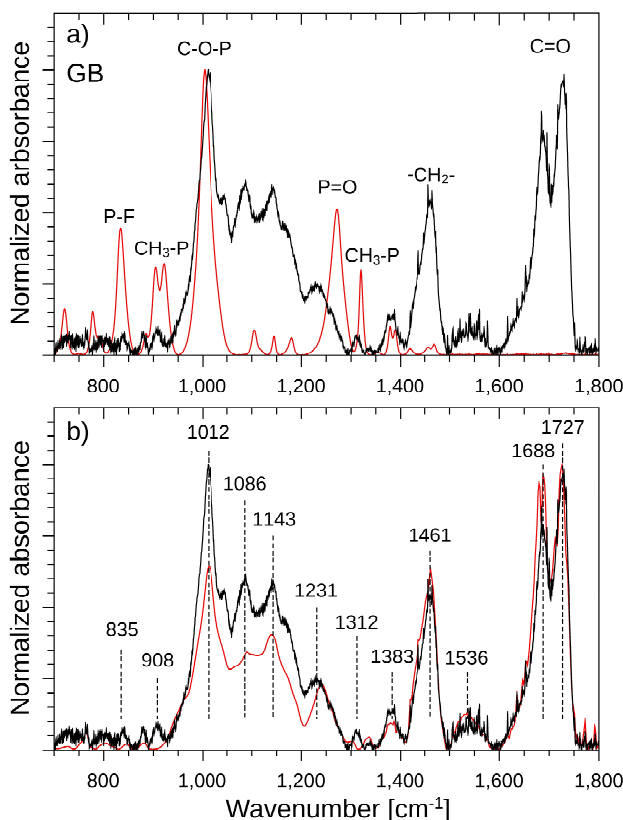 a)
C-O-P
C=O
GB
P-F
CH3-P
P=O
CH3-P
-CH2-
Normalized arbsorbance
800 1,000 1,200 1,400 1,600 1,800
b)
1012
1086
1143
1231
1312
1383
1461
1536
1688
1727
835
908
Normalized absorbance
800 1,000 1,200 1,400 1,600 1,800
Wavenumber [cm-1]